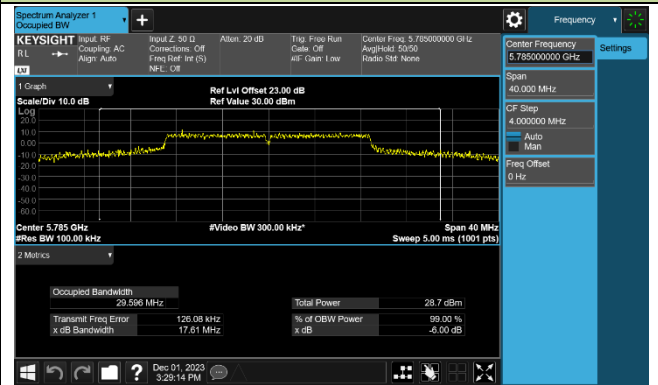 Spectrum Analyzer 1
Occupied BW
Frequency
KEYSIGHT
RL
LXI
Input: RF
Coupling: AC
Align: Auto
Input Z: 50 Ω
Corrections: Off
Freq Ref: Int (S)
NFE: Off
Atten: 20 dB
Trig: Free Run
Gate: Off
#IF Gain: Low
Center Freq: 5.785000000 GHz
Avg|Hold: 50/50
Radio Std: None
Center Frequency
5.785000000 GHz
Settings
Span
40.000 MHz
CF Step
4.000000 MHz
Auto
Man
Freq Offset
0 Hz
1 Graph
Scale/Div 10.0 dB
Ref Lvl Offset 23.00 dB
Ref Value 30.00 dBm
Log
20.0
10.0
0.00
-10.0
-20.0
-30.0
-40.0
-50.0
-60.0
Center 5.785 GHz
#Video BW 300.00 kHz*
Span 40 MHz
#Res BW 100.00 kHz
Sweep 5.00 ms (1001 pts)
2 Metrics
Occupied Bandwidth
29.596 MHz
Total Power 28.7 dBm
Transmit Freq Error 126.08 kHz
% of OBW Power 99.00 %
x dB Bandwidth 17.61 MHz
x dB -6.00 dB
?
Dec 01, 2023
3:29:14 PM